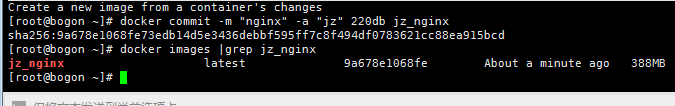 Create a new image from a container's changes
[root@bogon ~]# docker commit -m "nginx" -a "jz" 220db jz_nginx
sha256:9a678e1068fe73edb14d5e3436debbf595ff7c8f494df0783621cc88ea915bcd
[root@bogon ~]# docker images |grep jz_nginx
jz_nginx latest 9a678e1068fe About a minute ago 388MB
[root@bogon ~]#